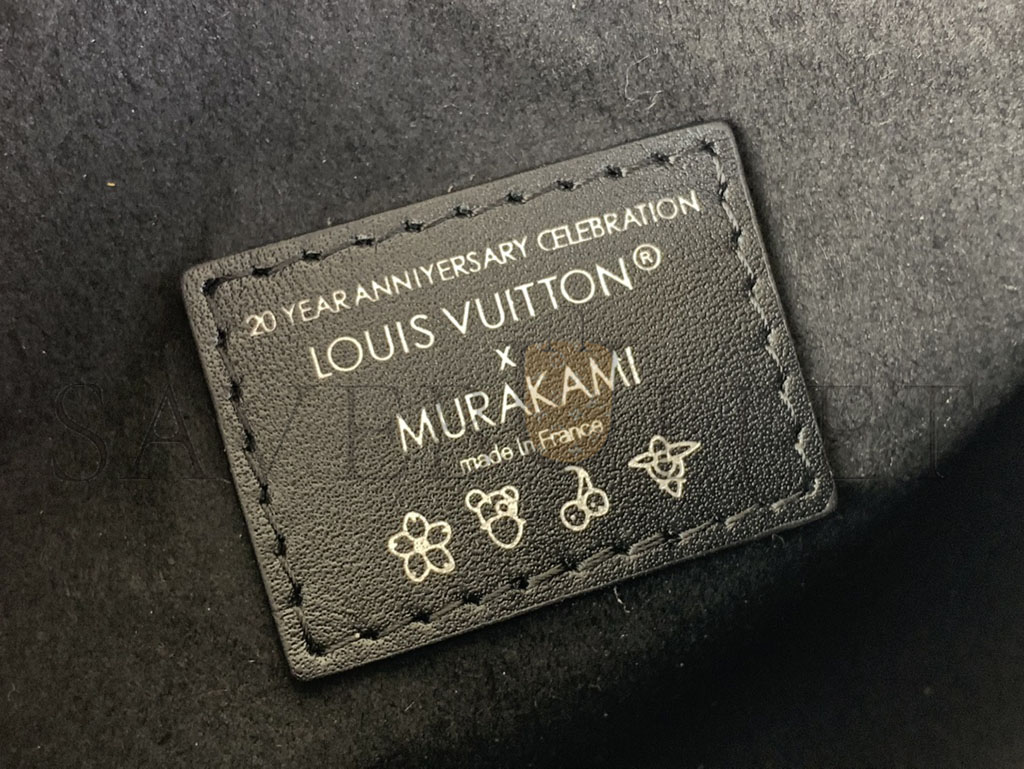 20 YEAR ANNIYERSARY CELEBRATION
LOUIS VUITTON®
x
MURAKAMI
made In France